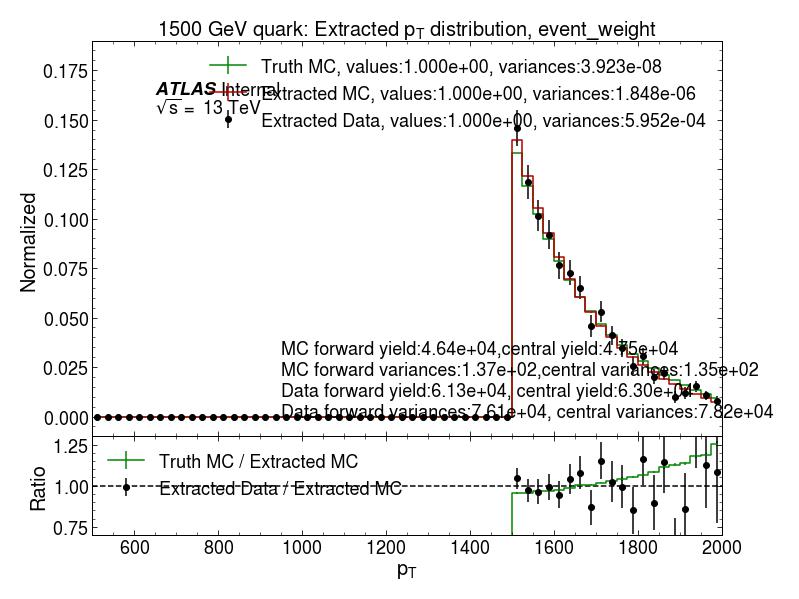 1500 GeV quark: Extracted pT distribution, event_weight
Truth MC, values:1.000e+00, variances:3.923e-08
ATLAS Internal
Extracted MC, values:1.000e+00, variances:1.848e-06
√s = 13 TeV
Extracted Data, values:1.000e+00, variances:5.952e-04
0.175
0.150
0.125
0.100
0.075
0.050
0.025
0.000
Normalized
MC forward yield:4.64e+04,central yield:4.75e+04
MC forward variances:1.37e+02,central variances:1.35e+02
Data forward yield:6.13e+04, central yield:6.30e+04
Data forward variances:7.61e+04, central variances:7.82e+04
1.25
1.00
0.75
Ratio
Truth MC / Extracted MC
Extracted Data / Extracted MC
600 800 1000 1200 1400 1600 1800 2000
pT